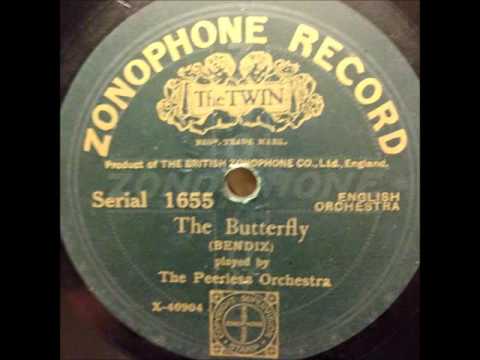 ZONOPHONE RECORD
The TWIN
REGD. TRADE MARK.
Product of THE BRITISH ZONOPHONE CO., Ltd., England.
ZONOPHONE
Serial 1655
ENGLISH
ORCHESTRA
The Butterfly
(BENDIX)
played by
The Peerless Orchestra
X-40904